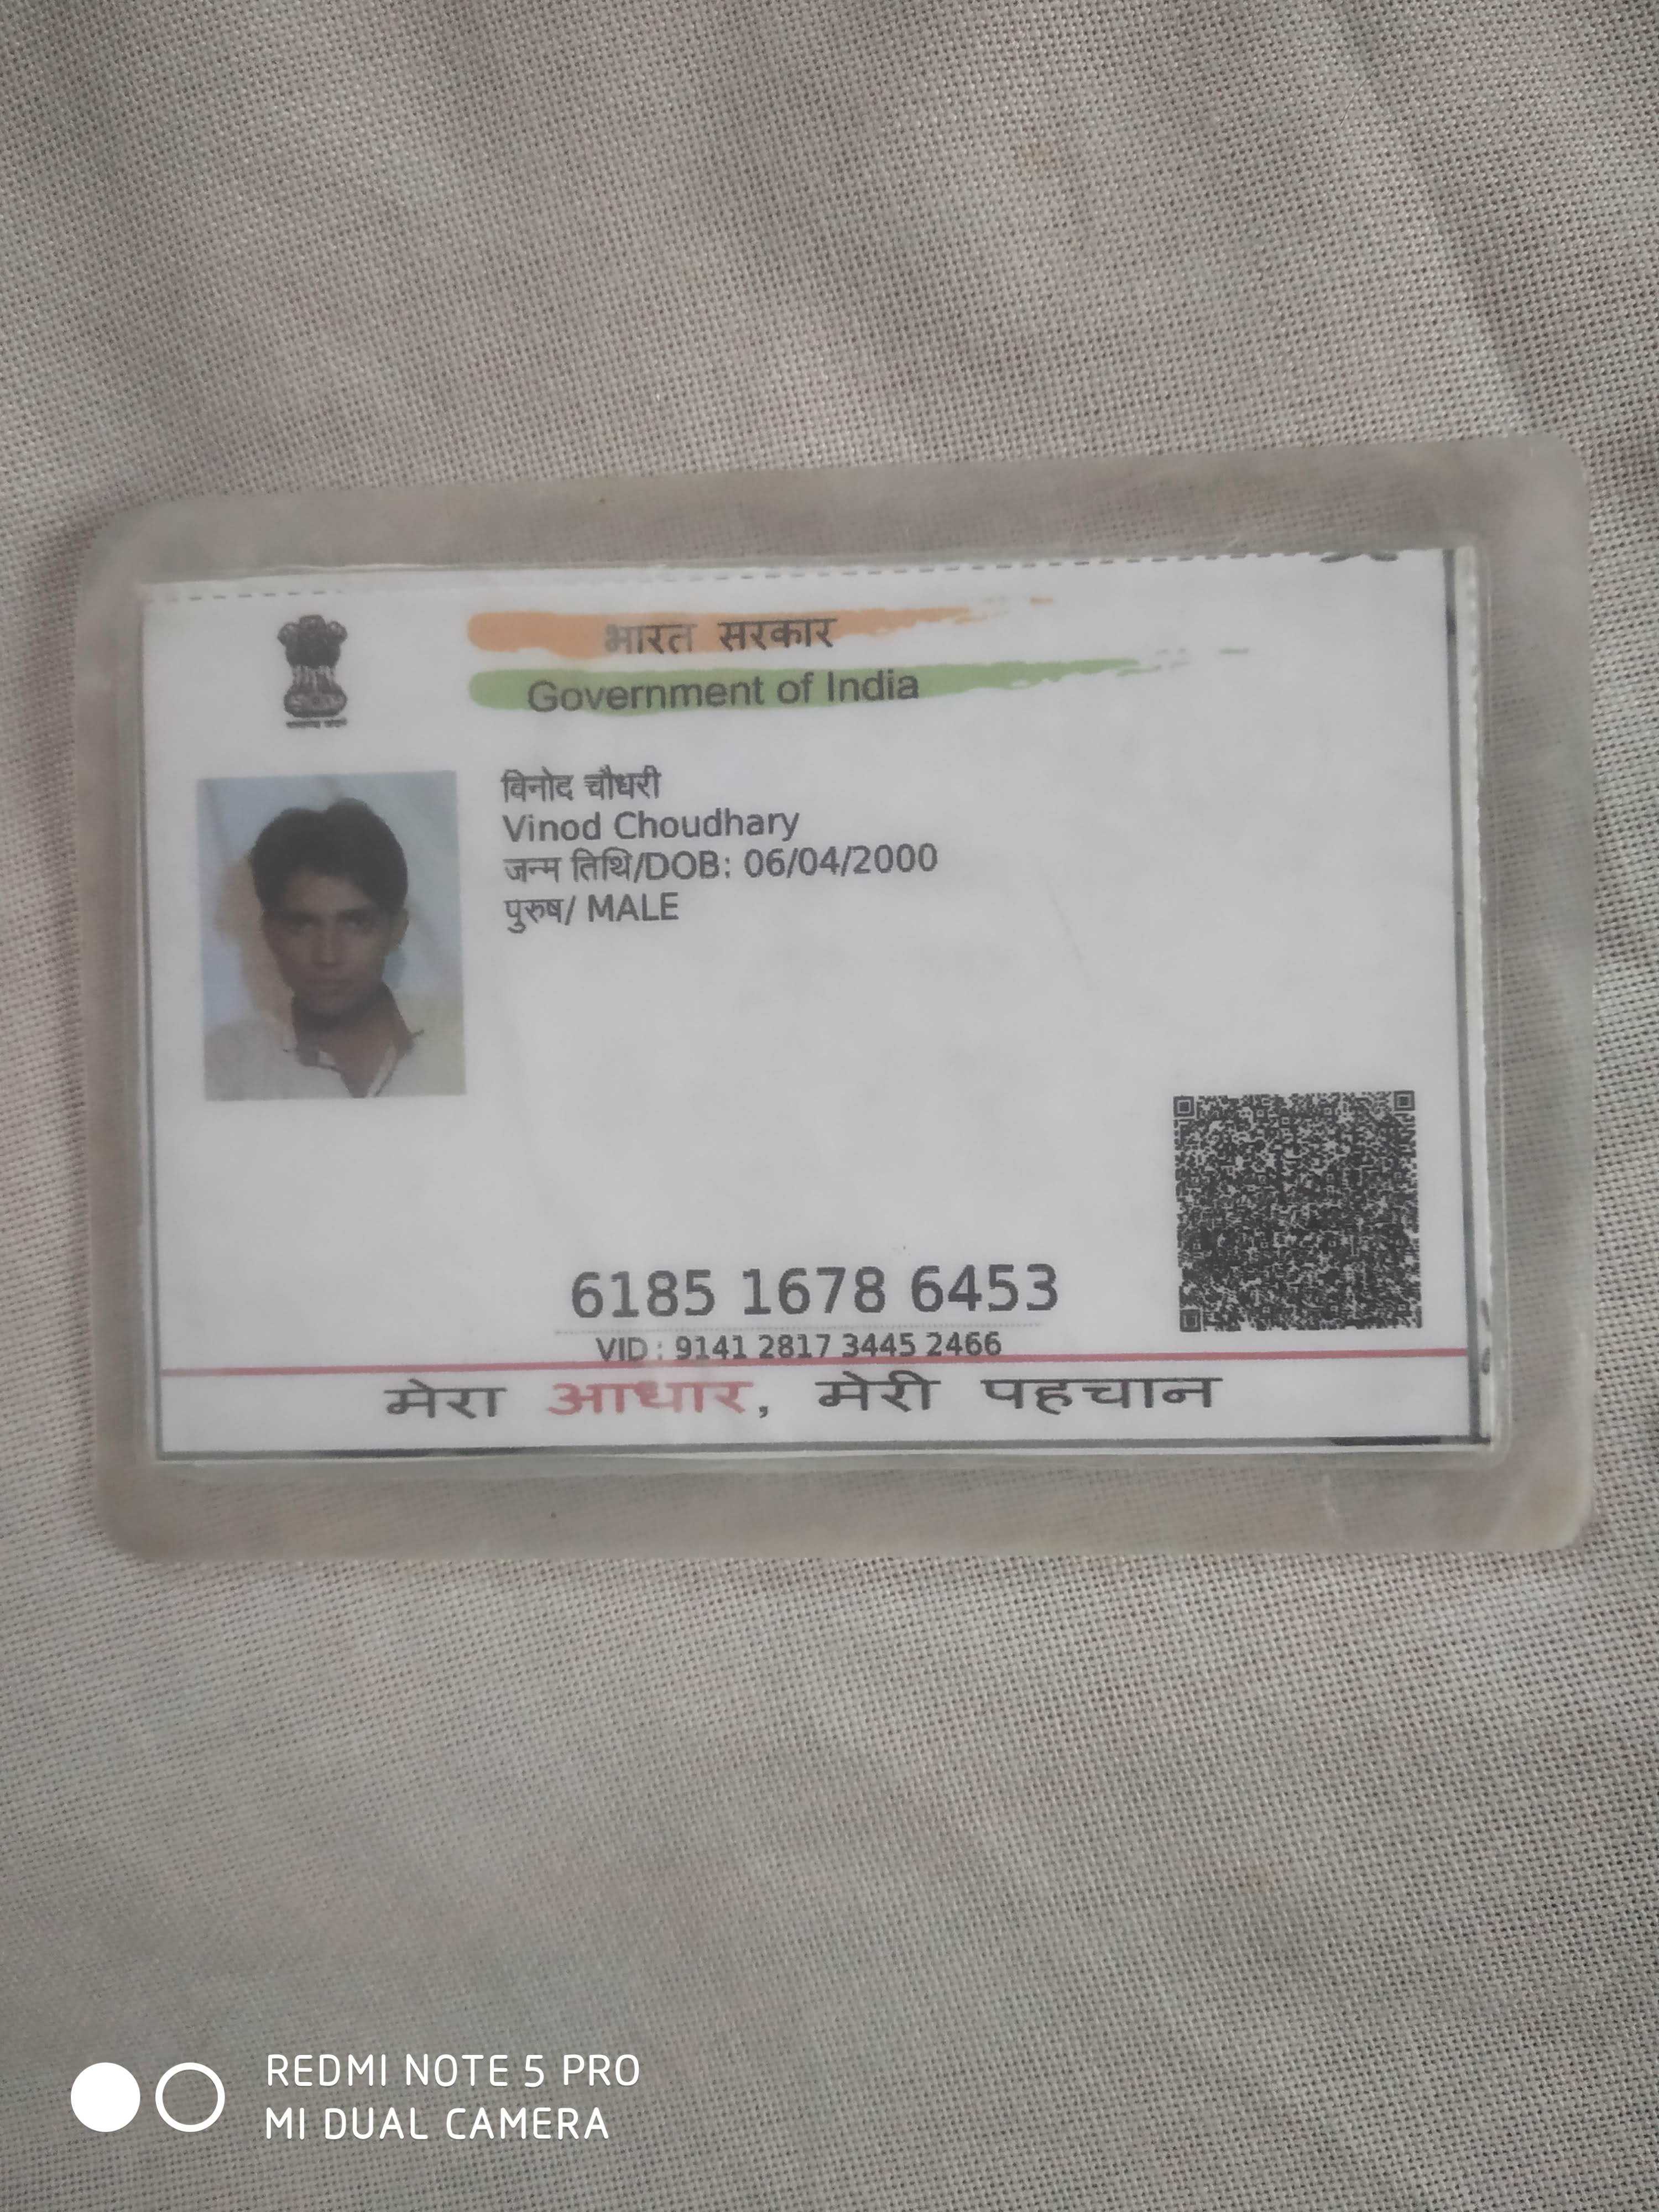 भारत सरकार
Government of India
विनोद चौधरी
Vinod Choudhary
जन्म तिथि/DOB: 06/04/2000
पुरुष/ MALE
6185 1678 6453
VID : 9141 2817 3445 2466
मेरा आधार, मेरी पहचान
REDMI NOTE 5 PRO
MI DUAL CAMERA